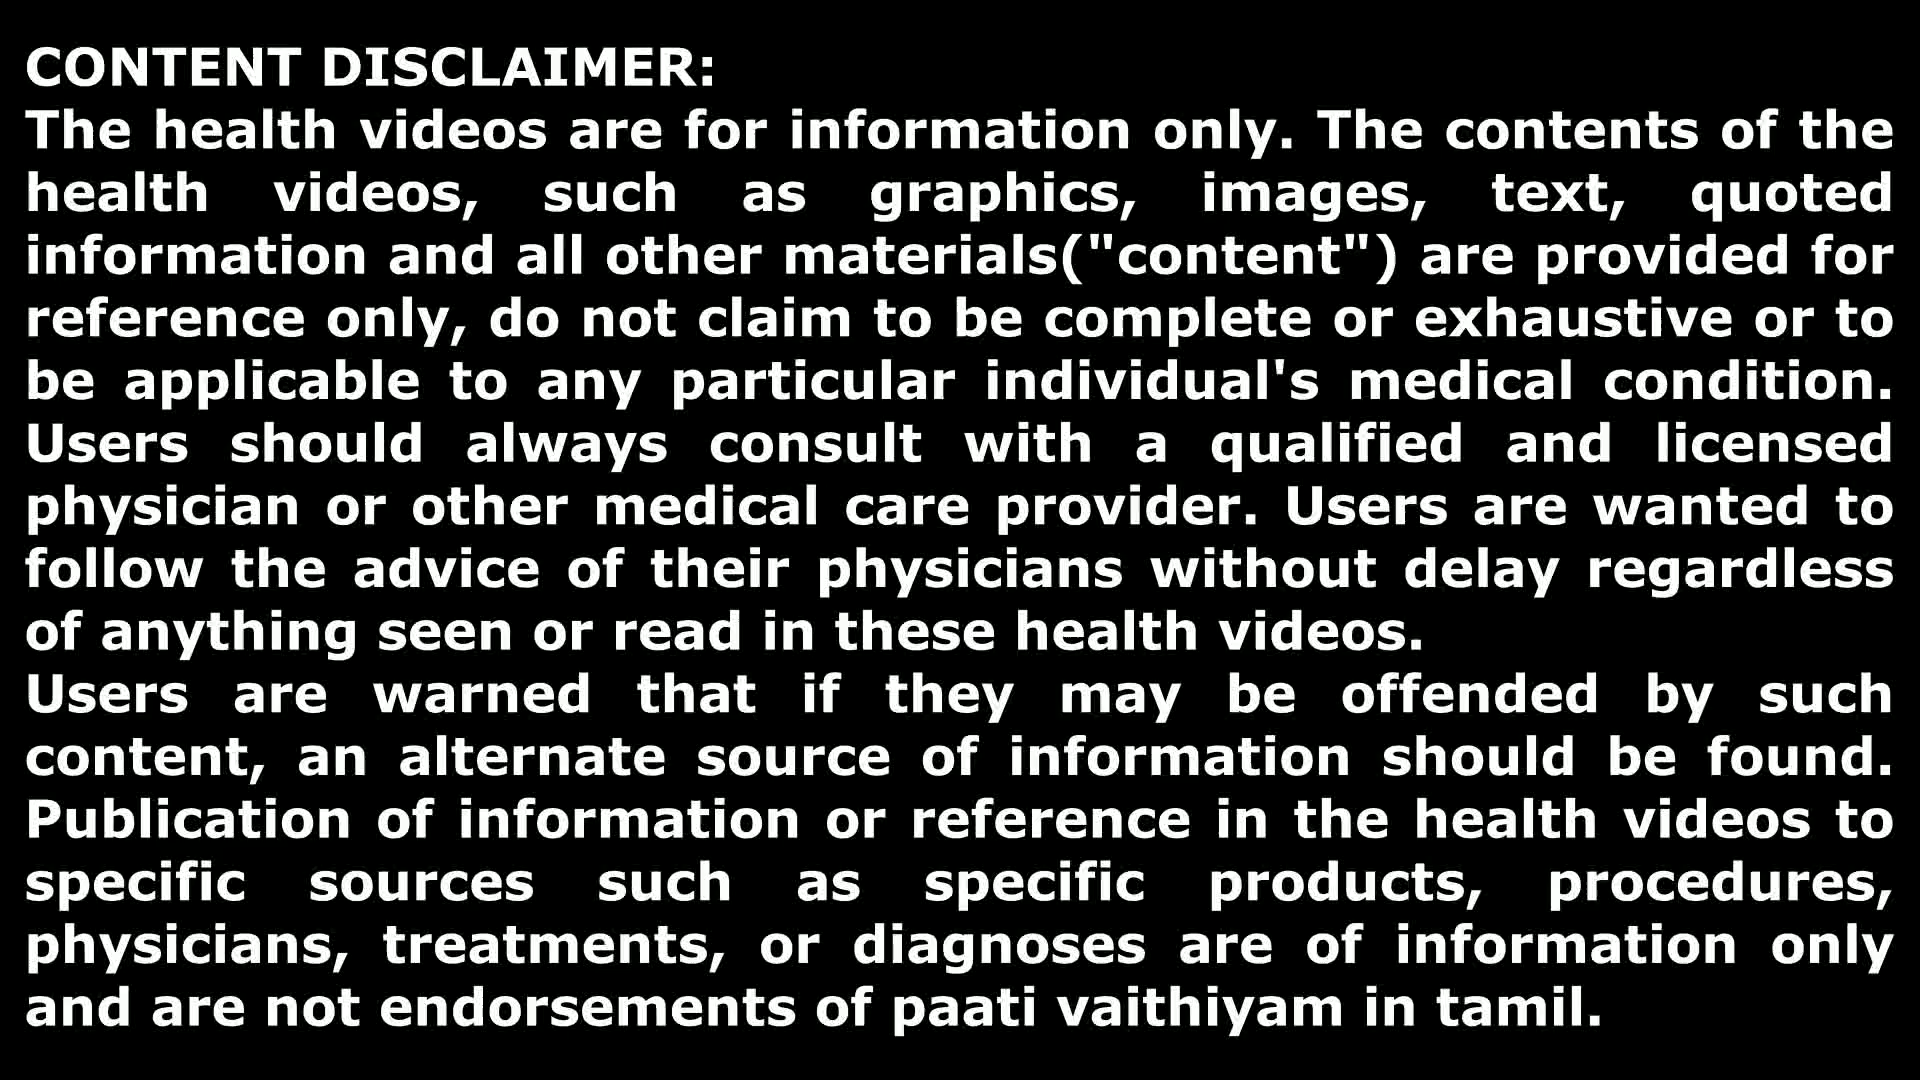 CONTENT DISCLAIMER:
The health videos are for information only. The contents of the
health videos, such as graphics, images, text, quoted
information and all other materials("content") are provided for
reference only, do not claim to be complete or exhaustive or to
be applicable to any particular individual's medical condition.
Users should always consult with a qualified and licensed
physician or other medical care provider. Users are wanted to
follow the advice of their physicians without delay regardless
of anything seen or read in these health videos.
Users are warned that if they may be offended by such
content, an alternate source of information should be found.
Publication of information or reference in the health videos to
specific sources such as specific products, procedures,
physicians, treatments, or diagnoses are of information only
and are not endorsements of paati vaithiyam in tamil.